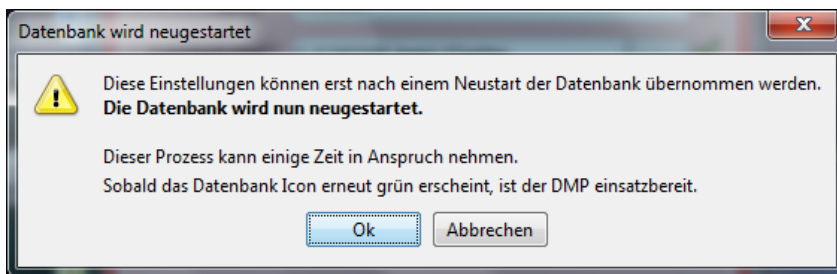 Datenbank wird neugestartet
Diese Einstellungen können erst nach einem Neustart der Datenbank übernommen werden.
Die Datenbank wird nun neugestartet.
Dieser Prozess kann einige Zeit in Anspruch nehmen.
Sobald das Datenbank Icon erneut grün erscheint, ist der DMP einsatzbereit.
Ok Abbrechen